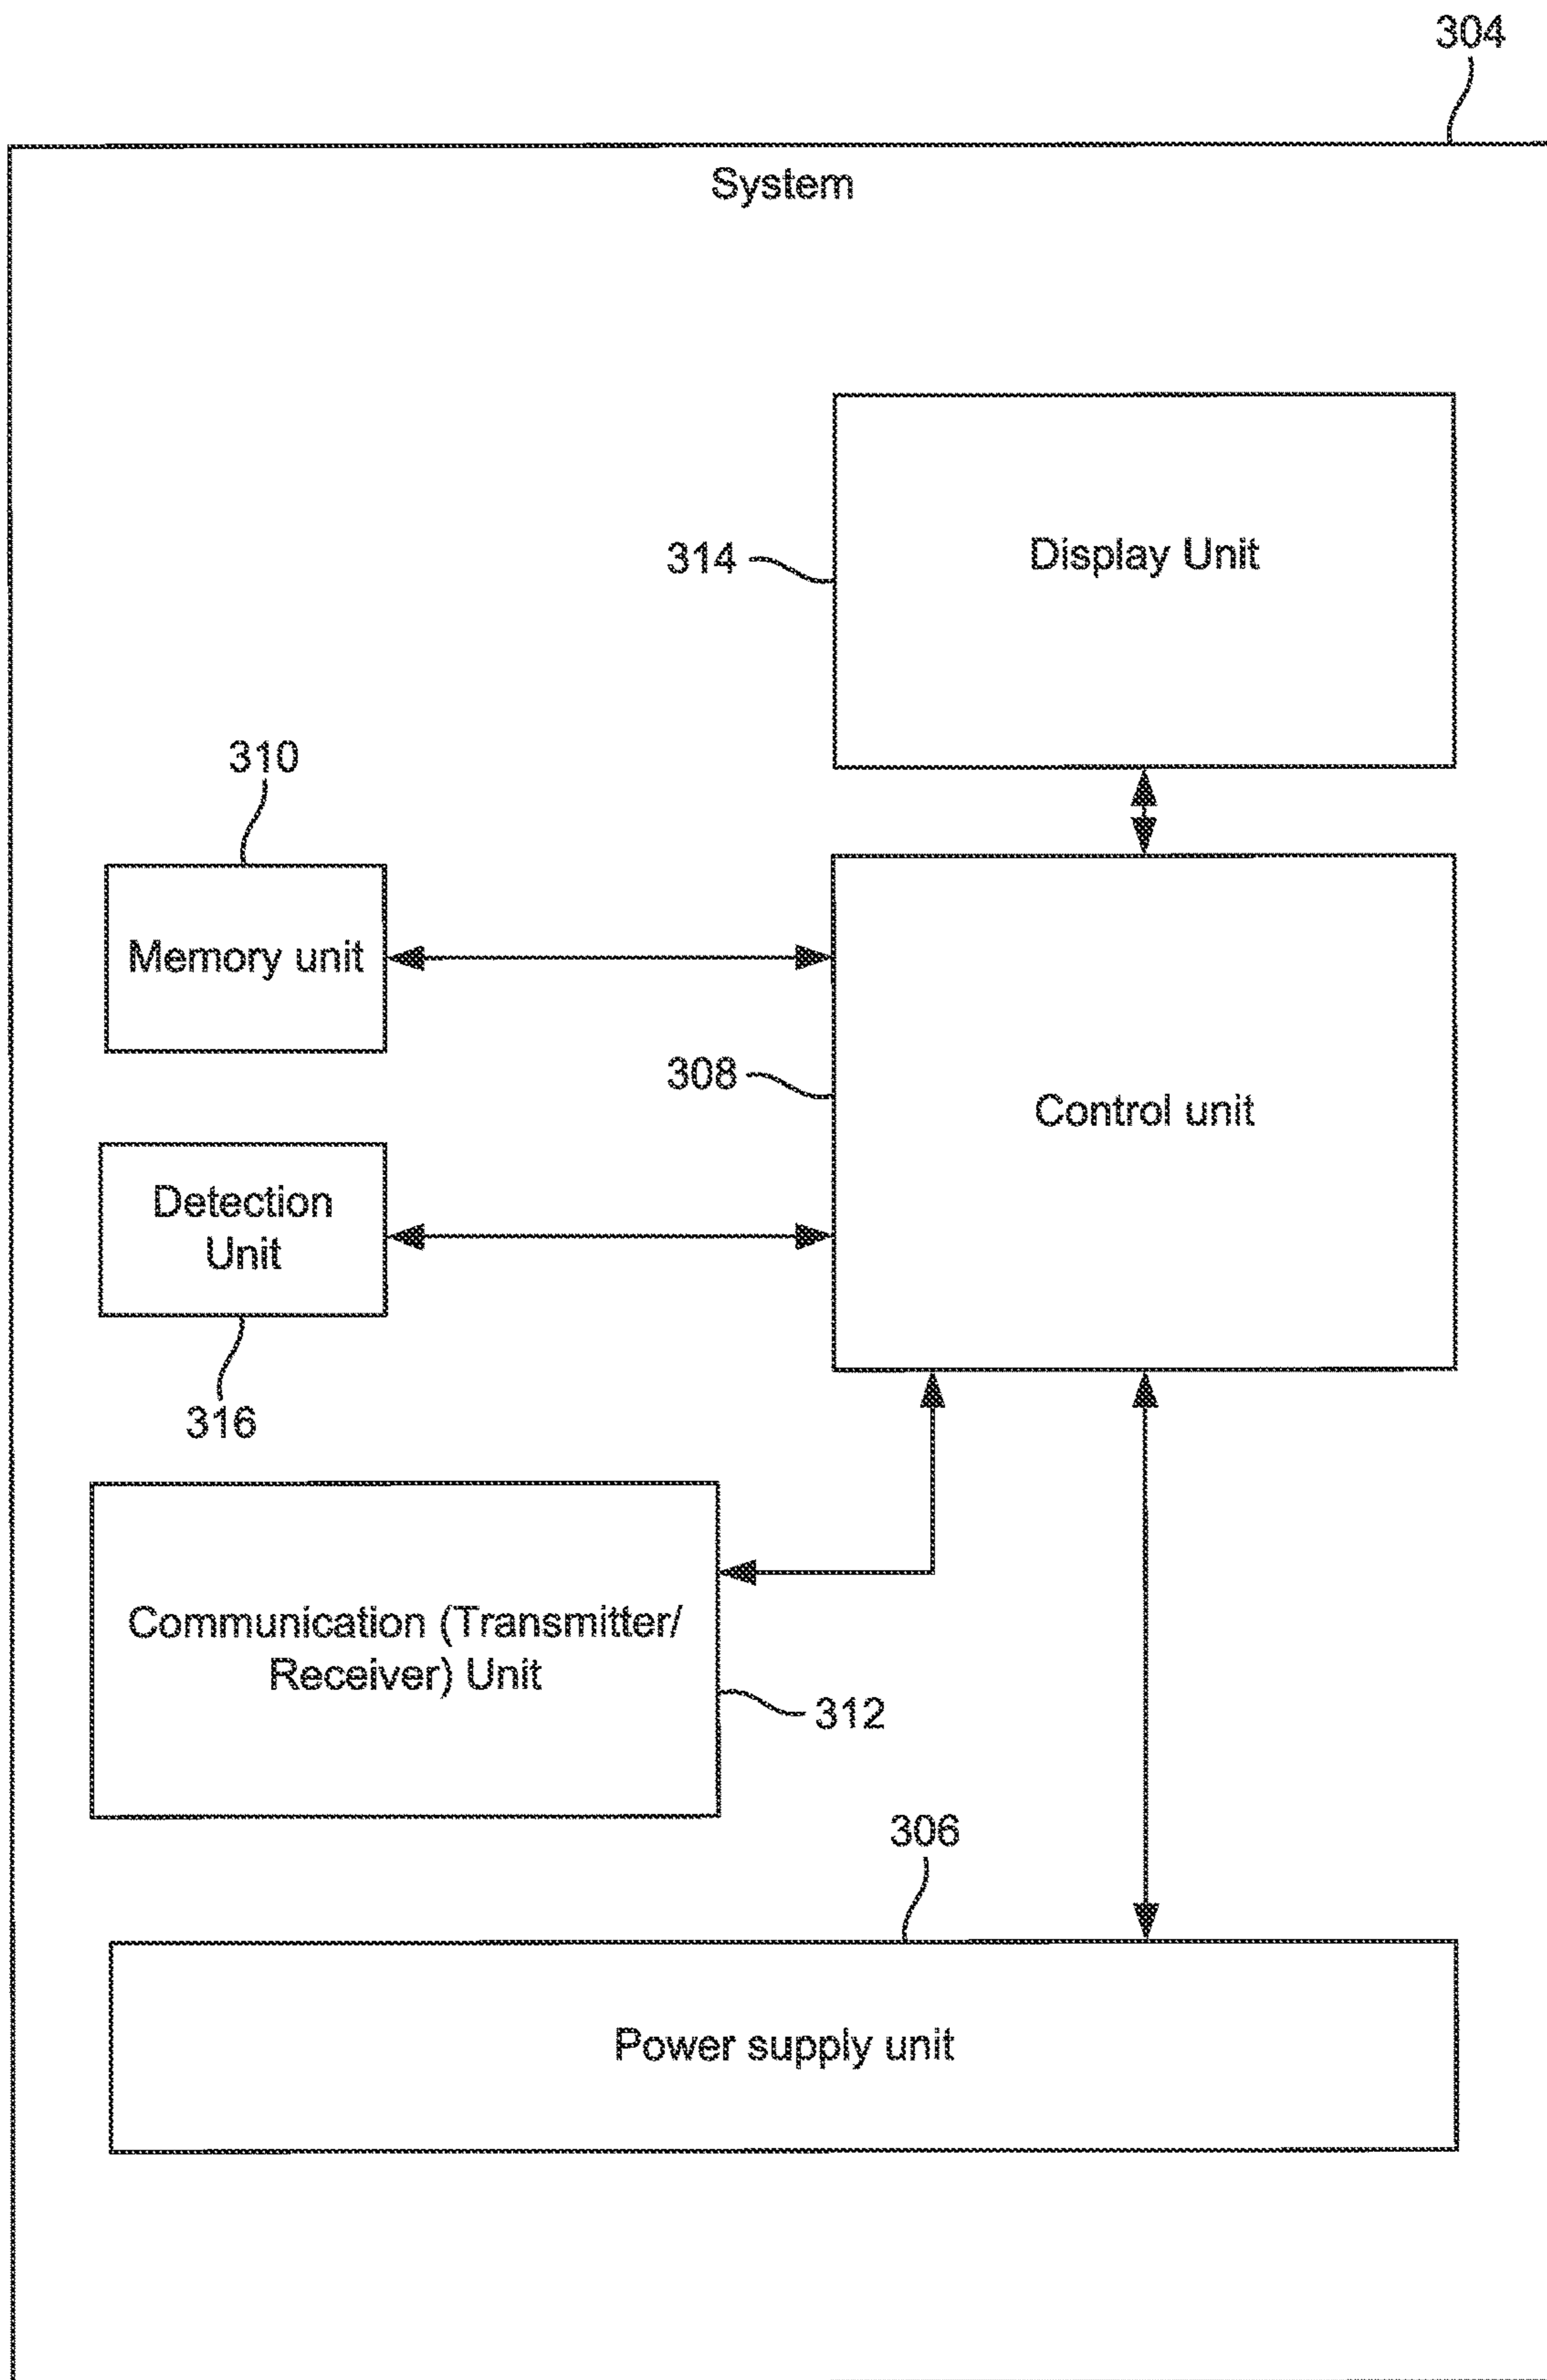 304
System
314
Display Unit
310
Memory unit
308
Control unit
Detection
Unit
316
Communication (Transmitter/
Receiver) Unit
312
306
Power supply unit